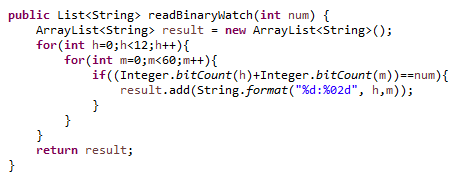 public List<String> readBinaryWatch(int num) {
    ArrayList<String> result = new ArrayList<String>();
    for(int h=0;h<12;h++){
        for(int m=0;m<60;m++){
            if((Integer.bitCount(h)+Integer.bitCount(m))==num){
                result.add(String.format("%d:%02d", h,m));
            }
        }
    }
    return result;
}